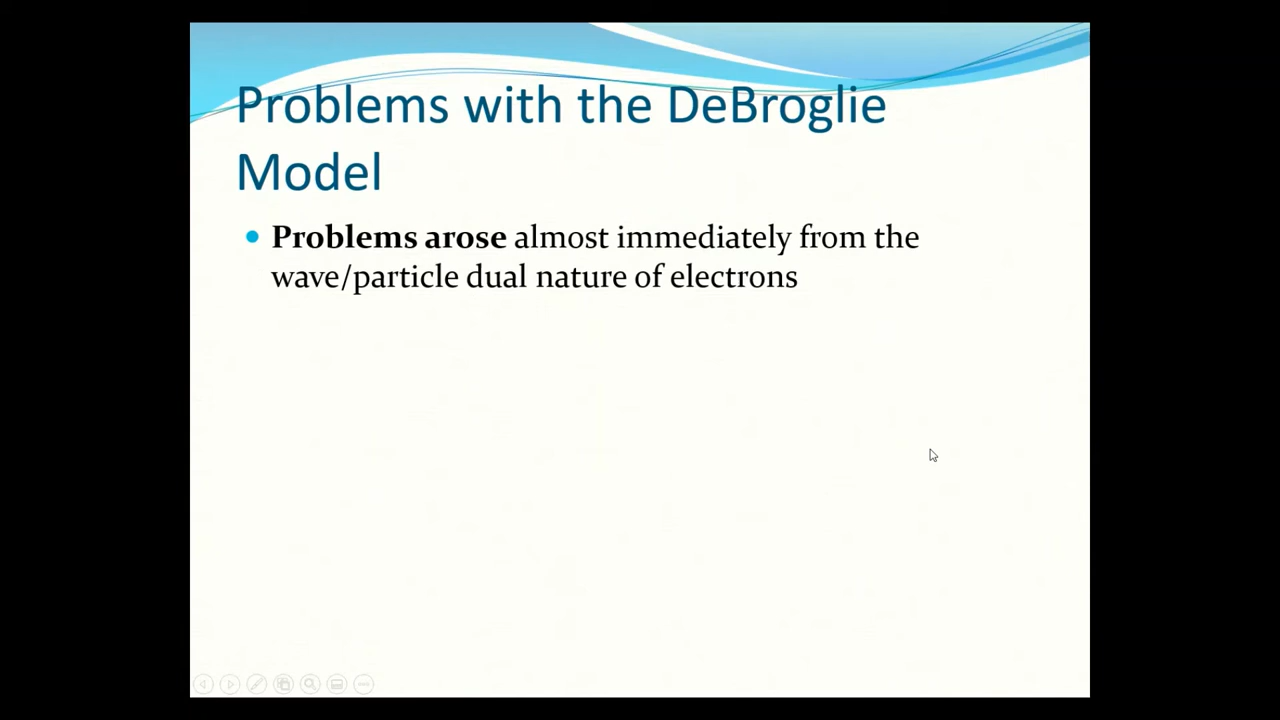 Problems with the DeBroglie
Model
Problems arose almost immediately from the
wave/particle dual nature of electrons